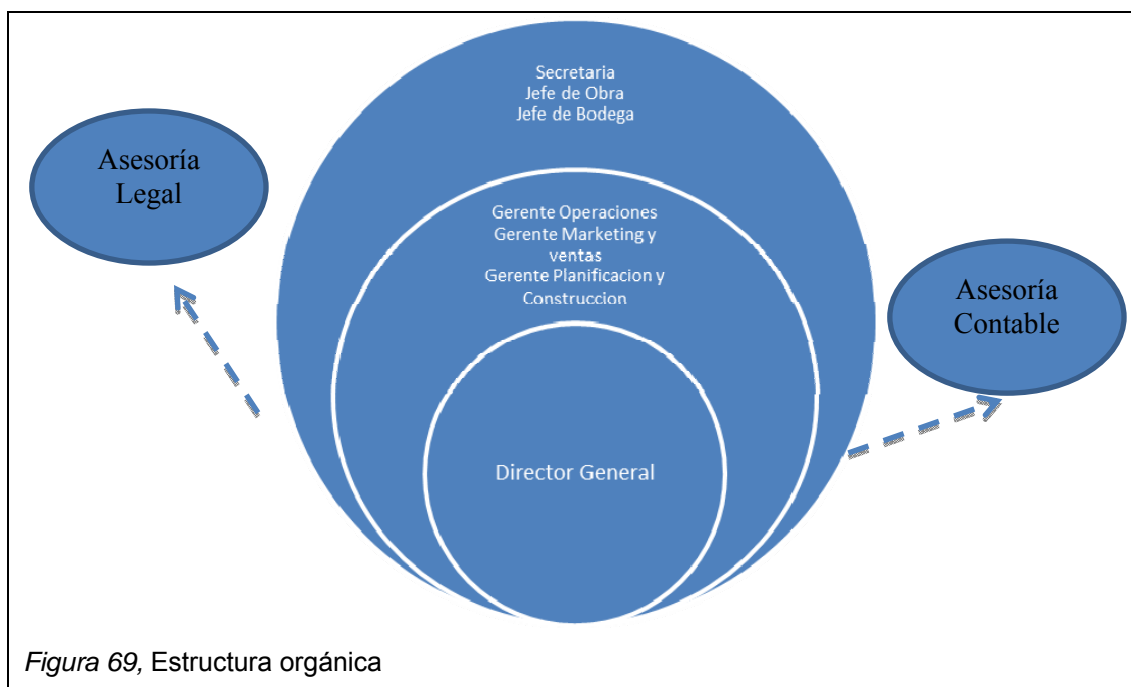 Secretaria
Jefe de Obra
Jefe de Bodega
Asesoría
Legal
Gerente Operaciones
Gerente Marketing y
ventas
Gerente Planificacion y
Construccion
Asesoría
Contable
Director General
Figura 69, Estructura orgánica